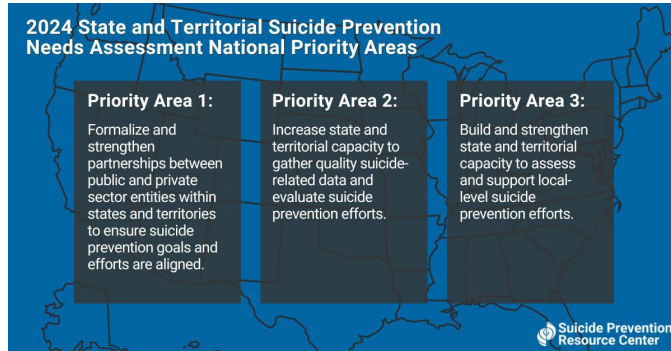 2024 State and Territorial Suicide Prevention
Needs Assessment National Priority Areas
Priority Area 1:
Formalize and
strengthen
partnerships between
public and private
sector entities within
states and territories
to ensure suicide
prevention goals and
efforts are aligned.
Priority Area 2:
Increase state and
territorial capacity to
gather quality suicide-
related data and
evaluate suicide
prevention efforts.
Priority Area 3:
Build and strengthen
state and territorial
capacity to assess
and support local-
level suicide
prevention efforts.
Suicide Prevention
Resource Center